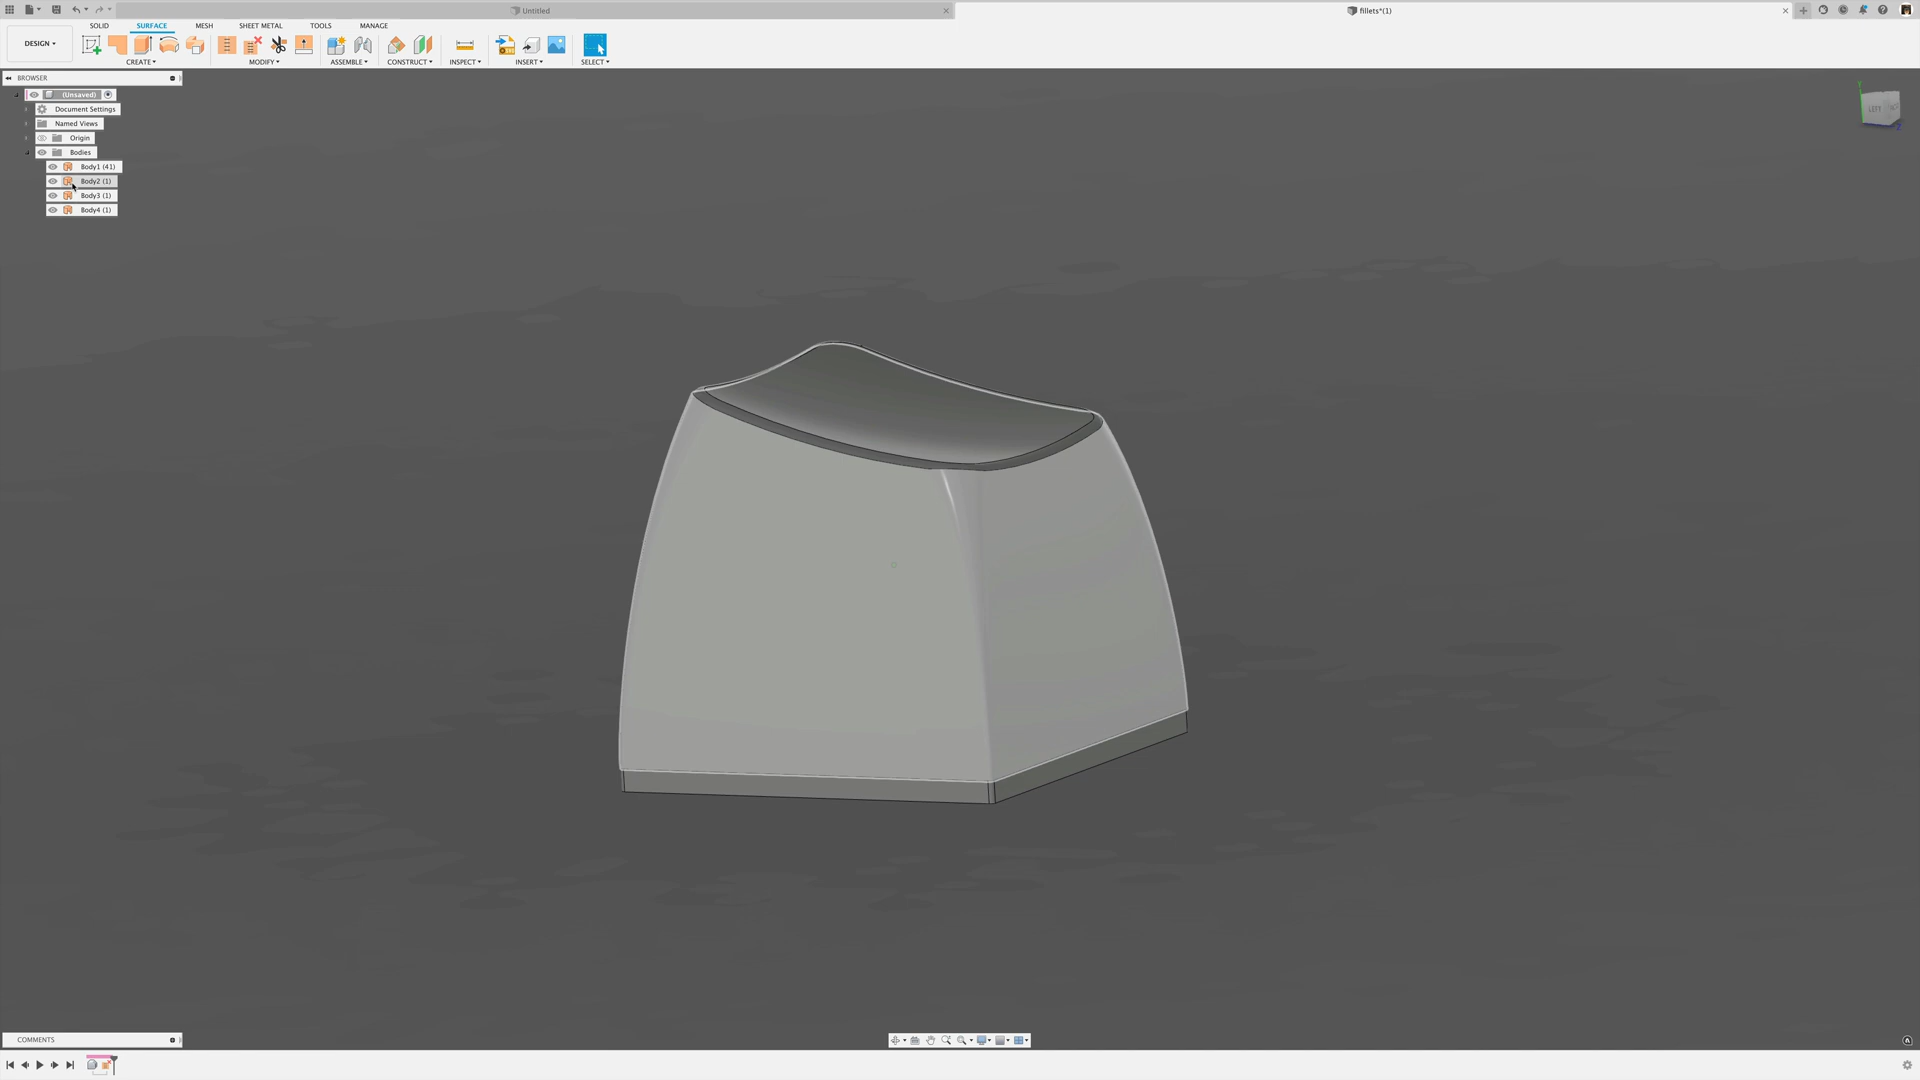 Untitled
fillets*(1)
SOLID SURFACE MESH SHEET METAL TOOLS MANAGE
DESIGN
CREATE MODIFY ASSEMBLE CONSTRUCT INSPECT INSERT SELECT
BROWSER
(Unsaved)
Document Settings
Named Views
Origin
Bodies
Body1 (41)
Body2 (1)
Body3 (1)
Body4 (1)
LEFT
COMMENTS